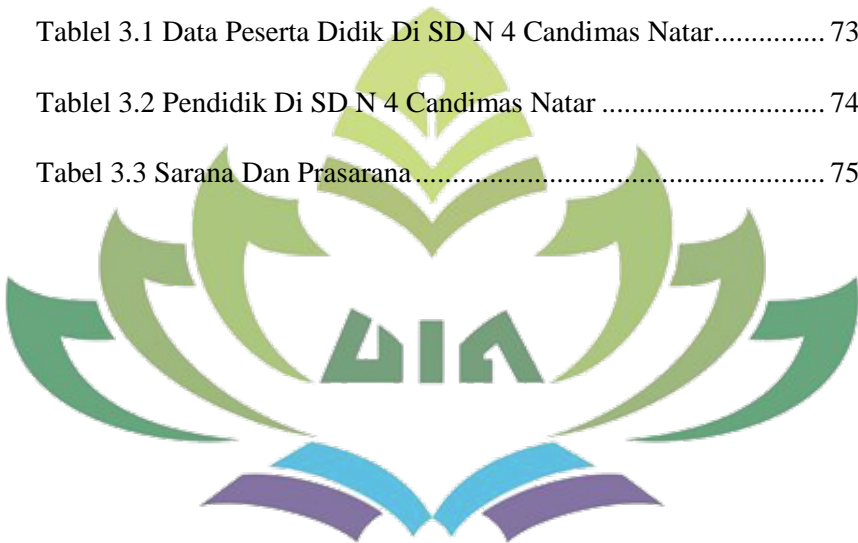 Tablel 3.1 Data Peserta Didik Di SD N 4 Candimas Natar............... 73
Tablel 3.2 Pendidik Di SD N 4 Candimas Natar ........................... 74
Tabel 3.3 Sarana Dan Prasarana.................................................. 75
UIN